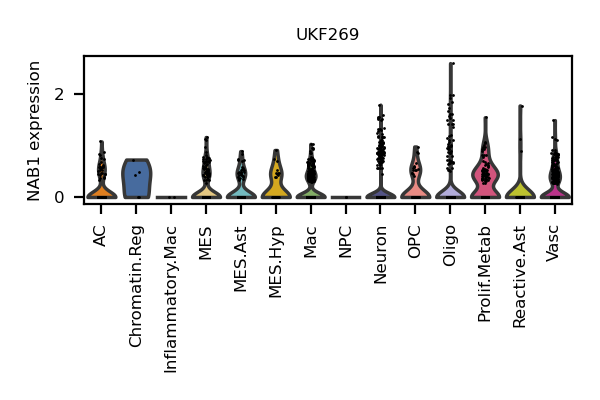 UKF269
NAB1 expression
2
0
AC
Chromatin.Reg
Inflammatory.Mac
MES
MES.Ast
MES.Hyp
Mac
NPC
Neuron
OPC
Oligo
Prolif.Metab
Reactive.Ast
Vasc